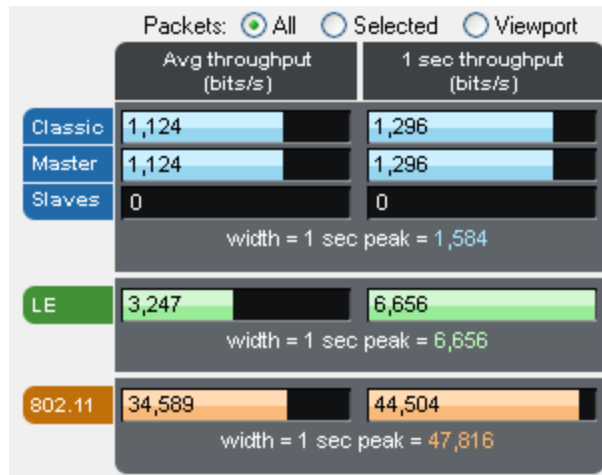 Packets: All Selected Viewport
Avg throughput 1 sec throughput
(bits/s) (bits/s)
Classic 1,124 1,296
Master 1,124 1,296
Slaves 0 0
width = 1 sec peak = 1,584
LE 3,247 6,656
width = 1 sec peak = 6,656
802.11 34,589 44,504
width = 1 sec peak = 47,816